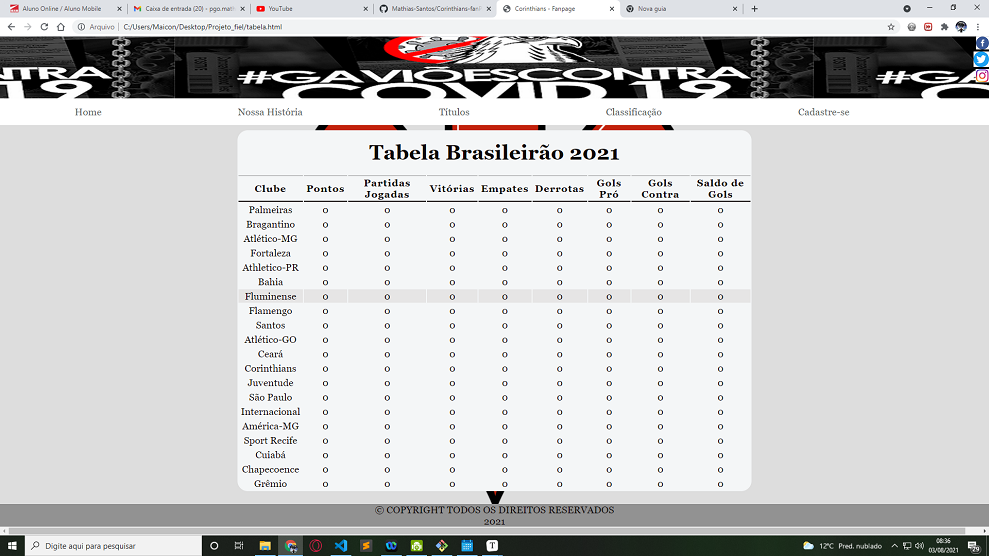 Aluno Online / Aluno Mobile
Caixa de entrada (20) - pgo.math
YouTube
Mathias-Santos/Corinthians-fanP
Corinthians - Fanpage
Nova guia
Arquivo | C:/Users/Maicon/Desktop/Projeto_fiel/tabela.html
CONTRA
19
#GAVIÕESCONTRA
COVID 19
#GAVIÕ
COV
Home
Nossa História
Títulos
Classificação
Cadastre-se
Tabela Brasileirão 2021
Clube Pontos Partidas Jogadas Vitórias Empates Derrotas Gols Pró Gols Contra Saldo de Gols
Palmeiras 0 0 0 0 0 0 0 0
Bragantino 0 0 0 0 0 0 0 0
Atlético-MG 0 0 0 0 0 0 0 0
Fortaleza 0 0 0 0 0 0 0 0
Athletico-PR 0 0 0 0 0 0 0 0
Bahia 0 0 0 0 0 0 0 0
Fluminense 0 0 0 0 0 0 0 0
Flamengo 0 0 0 0 0 0 0 0
Santos 0 0 0 0 0 0 0 0
Atlético-GO 0 0 0 0 0 0 0 0
Ceará 0 0 0 0 0 0 0 0
Corinthians 0 0 0 0 0 0 0 0
Juventude 0 0 0 0 0 0 0 0
São Paulo 0 0 0 0 0 0 0 0
Internacional 0 0 0 0 0 0 0 0
América-MG 0 0 0 0 0 0 0 0
Sport Recife 0 0 0 0 0 0 0 0
Cuiabá 0 0 0 0 0 0 0 0
Chapecoence 0 0 0 0 0 0 0 0
Grêmio 0 0 0 0 0 0 0 0
© COPYRIGHT TODOS OS DIREITOS RESERVADOS
2021
Digite aqui para pesquisar
12°C Pred. nublado
08:36
03/08/2021
29